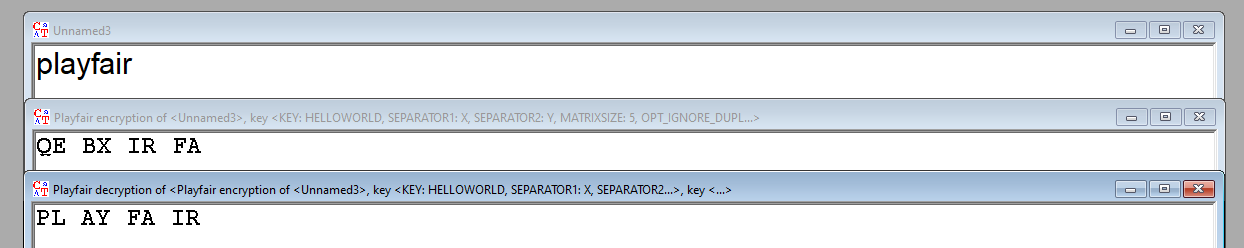 Unnamed3
playfair
Playfair encryption of <Unnamed3>, key <KEY: HELLOWORLD, SEPARATOR1: X, SEPARATOR2: Y, MATRIXSIZE: 5, OPT_IGNORE_DUPL...>
QE BX IR FA
Playfair decryption of <Playfair encryption of <Unnamed3>, key <KEY: HELLOWORLD, SEPARATOR1: X, SEPARATOR2...>, key <...>
PL AY FA IR